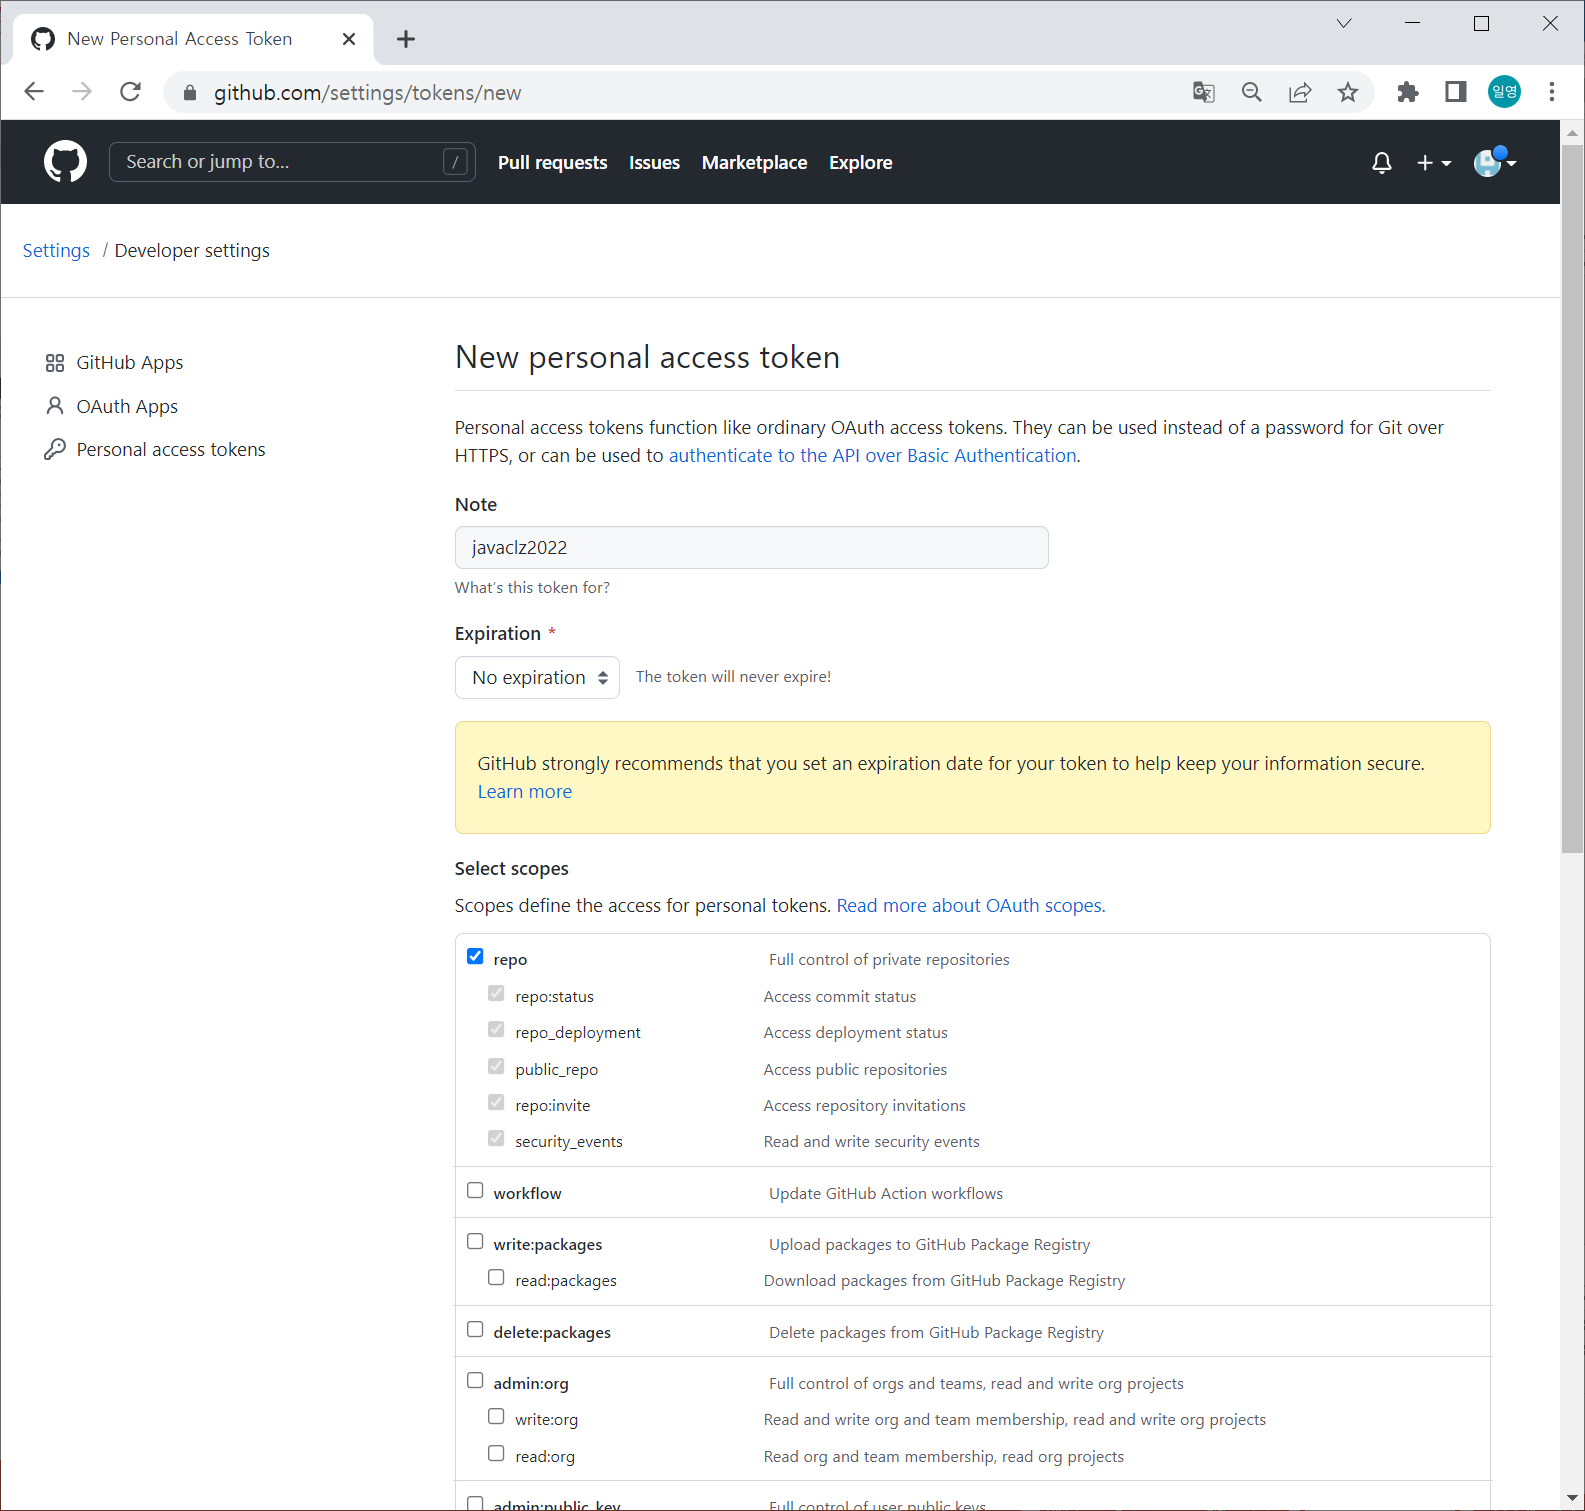 New Personal Access Token
github.com/settings/tokens/new
일영
Search or jump to...
/
Pull requests
Issues
Marketplace
Explore
Settings / Developer settings
GitHub Apps
OAuth Apps
Personal access tokens
New personal access token
Personal access tokens function like ordinary OAuth access tokens. They can be used instead of a password for Git over
HTTPS, or can be used to authenticate to the API over Basic Authentication.
Note
javaclz2022
What's this token for?
Expiration *
No expiration
The token will never expire!
GitHub strongly recommends that you set an expiration date for your token to help keep your information secure.
Learn more
Select scopes
Scopes define the access for personal tokens. Read more about OAuth scopes.
repo Full control of private repositories
repo:status Access commit status
repo_deployment Access deployment status
public_repo Access public repositories
repo:invite Access repository invitations
security_events Read and write security events
workflow Update GitHub Action workflows
write:packages Upload packages to GitHub Package Registry
read:packages Download packages from GitHub Package Registry
delete:packages Delete packages from GitHub Package Registry
admin:org Full control of orgs and teams, read and write org projects
write:org Read and write org and team membership, read and write org projects
read:org Read org and team membership, read org projects
admin:public_key Full control of user public keys